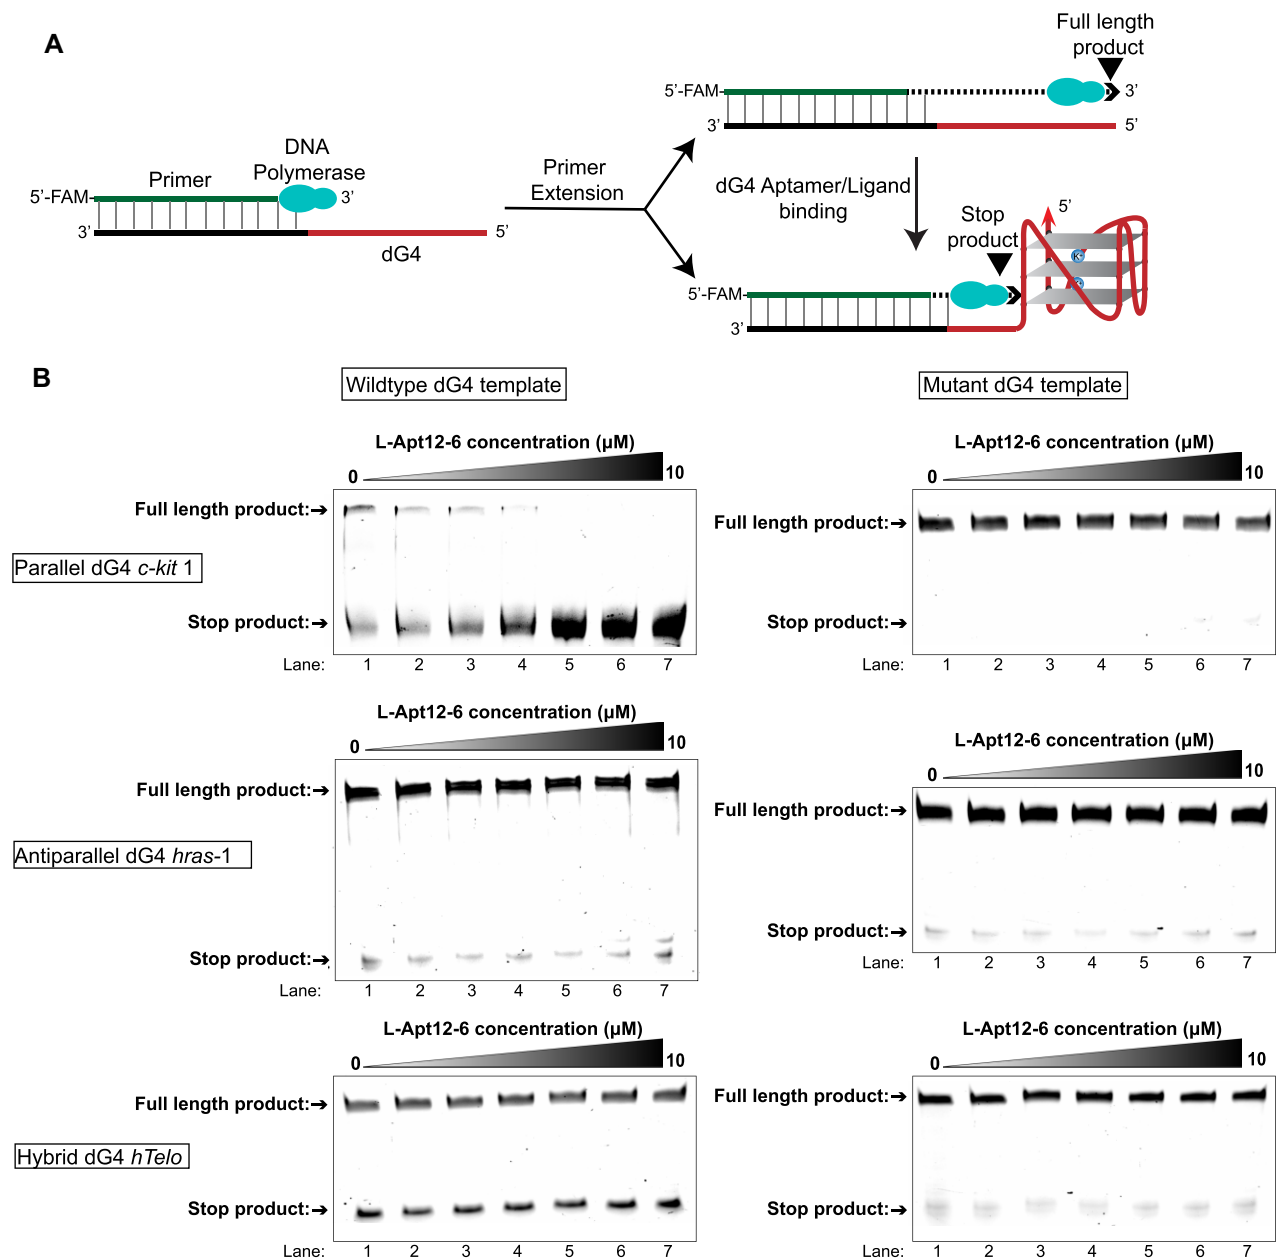 A
Full length
product
5'-FAM
3'
3'
5'
DNA
Polymerase
Primer
5'-FAM
3'
3'
5'
dG4
Primer
Extension
dG4 Aptamer/Ligand
binding
Stop
product
5'
K+
K+
5'-FAM
3'
B
Wildtype dG4 template
Mutant dG4 template
L-Apt12-6 concentration (µM)
0
10
Full length product:→
Parallel dG4 c-kit 1
Stop product:→
Lane: 1 2 3 4 5 6 7
L-Apt12-6 concentration (µM)
0
10
Full length product:→
Stop product:→
Lane: 1 2 3 4 5 6 7
L-Apt12-6 concentration (µM)
0
10
Full length product:→
Antiparallel dG4 hras-1
Stop product:→
Lane: 1 2 3 4 5 6 7
L-Apt12-6 concentration (µM)
0
10
Full length product:→
Stop product:→
Lane: 1 2 3 4 5 6 7
L-Apt12-6 concentration (µM)
0
10
Full length product:→
Hybrid dG4 hTelo
Stop product:→
Lane: 1 2 3 4 5 6 7
L-Apt12-6 concentration (µM)
0
10
Full length product:→
Stop product:→
Lane: 1 2 3 4 5 6 7